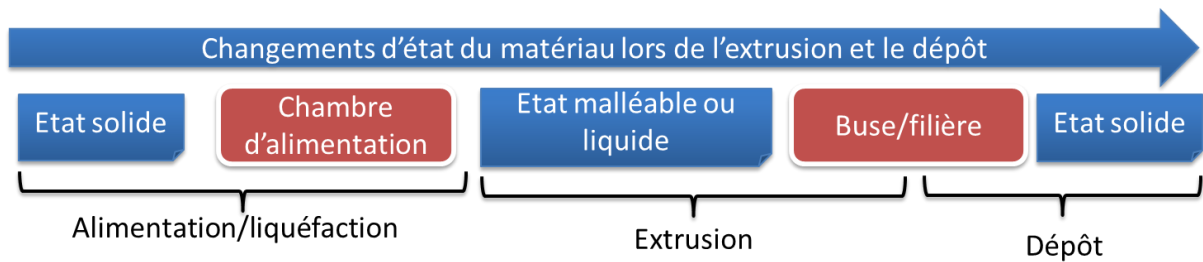 Changements d'état du matériau lors de l'extrusion et le dépôt
Etat solide
Chambre
d'alimentation
Etat malléable ou
liquide
Buse/filière
Etat solide
Alimentation/liquéfaction
Extrusion
Dépôt